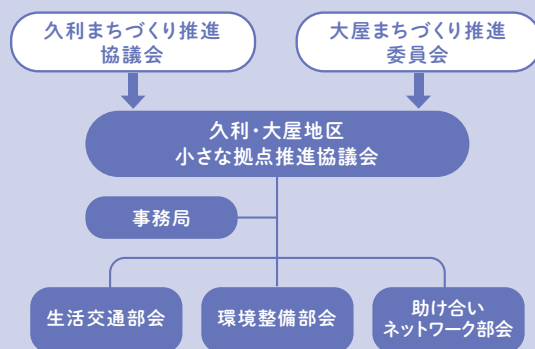 久利まちづくり推進
協議会
大屋まちづくり推進
委員会
久利・大屋地区
小さな拠点推進協議会
事務局
生活交通部会
環境整備部会
助け合い
ネットワーク部会